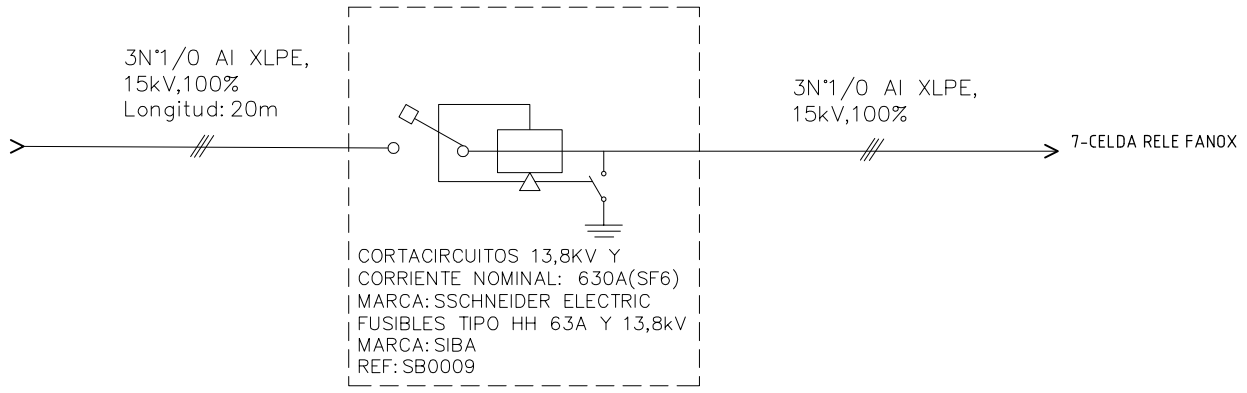 3N°1/0 Al XLPE,
15kV,100%
Longitud: 20m
3N°1/0 Al XLPE,
15kV,100%
7-CELDA RELE FANOX
CORTACIRCUITOS 13,8KV Y
CORRIENTE NOMINAL: 630A(SF6)
MARCA: SSCHNEIDER ELECTRIC
FUSIBLES TIPO HH 63A Y 13,8kV
MARCA: SIBA
REF: SB0009